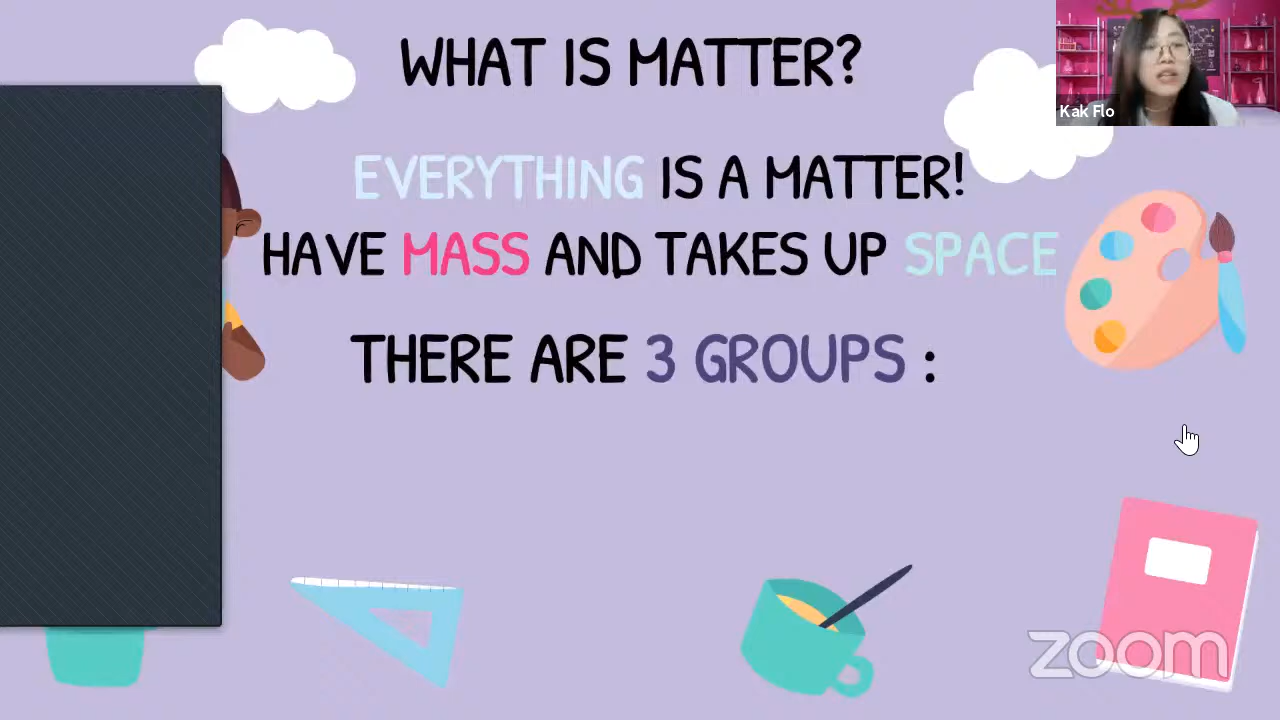 WHAT IS MATTER?
Kak Flo
EVERYTHING IS A MATTER!
HAVE MASS AND TAKES UP SPACE
THERE ARE 3 GROUPS :
zoom